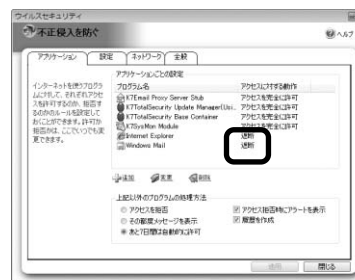 ウイルスセキュリティ
不正侵入を防ぐ
ヘルプ
アプリケーション 設定 ネットワーク 全般
インターネットを使うプログラ
ムに対して、それぞれアクセ
スを許可するのか、拒否す
るのかのルールを設定して
おくことができます。許可か
拒否かは、ここでいつでも変
更できます。
アプリケーションごとの設定
プログラム名 アクセスに対する動作
K7Email Proxy Server Stub アクセスを完全に許可
K7TotalSecurity Update Manager(Usi.. アクセスを完全に許可
K7TotalSecurity Base Container アクセスを完全に許可
K7SysMon Module アクセスを完全に許可
Internet Explorer 遮断
Windows Mail 遮断
追加 変更 削除
上記以外のプログラムの処理方法
アクセスを拒否
その都度メッセージを表示
あと7日間は自動的に許可
アクセス拒否時にアラートを表示
履歴を作成
適用 閉じる